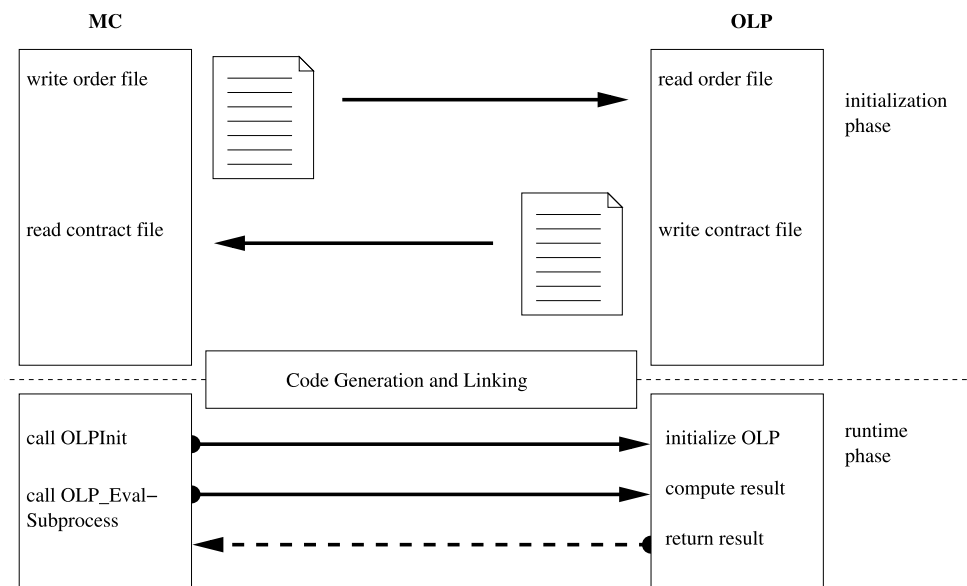 MC
OLP
write order file
read order file
initialization
phase
read contract file
write contract file
Code Generation and Linking
call OLPInit
initialize OLP
runtime
phase
call OLP_Eval−
Subprocess
compute result
return result